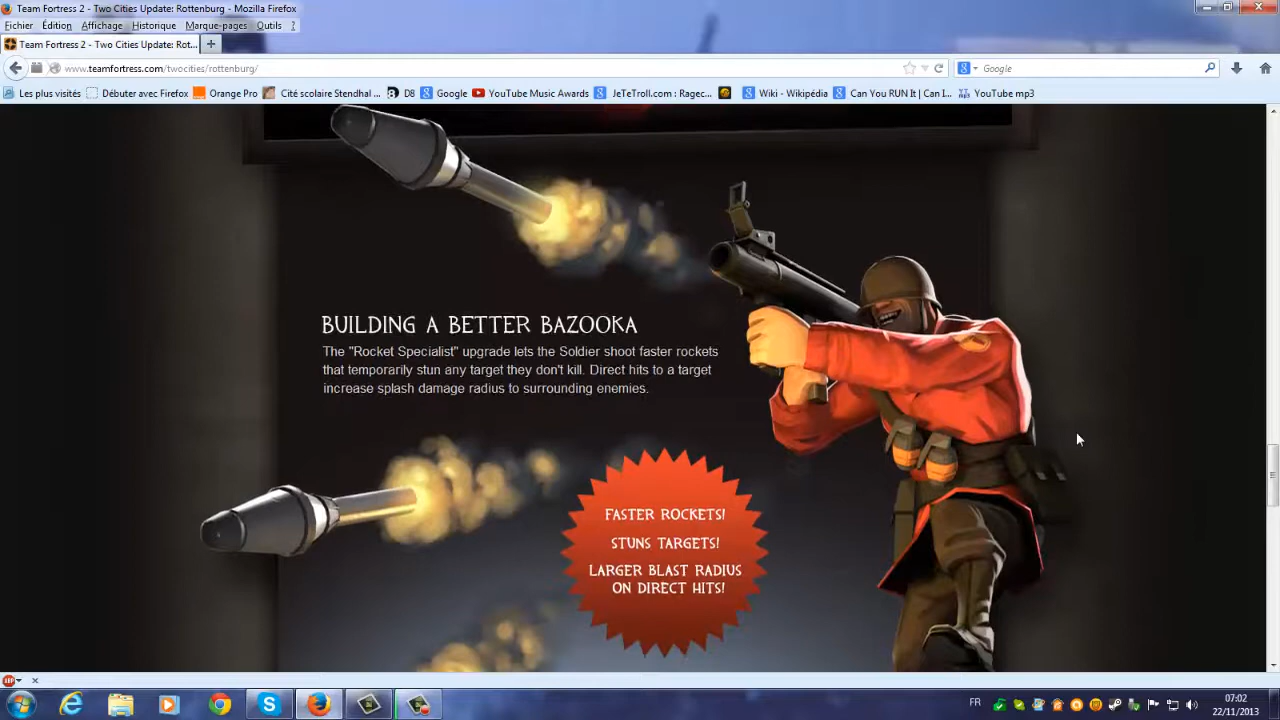 Team Fortress 2 - Two Cities Update: Rottenburg - Mozilla Firefox
Fichier Édition Affichage Historique Marque-pages Outils ?
Team Fortress 2 - Two Cities Update: Rot...
www.teamfortress.com/twocities/rottenburg/
Google
Les plus visités Débuter avec Firefox Orange Pro Cité scolaire Stendhal ... D8 Google YouTube Music Awards JeTeTroll.com : Ragec... Wiki - Wikipédia Can You RUN It | Can I... YouTube mp3
BUILDING A BETTER BAZOOKA
The "Rocket Specialist" upgrade lets the Soldier shoot faster rockets
that temporarily stun any target they don't kill. Direct hits to a target
increase splash damage radius to surrounding enemies.
FASTER ROCKETS!
STUNS TARGETS!
LARGER BLAST RADIUS
ON DIRECT HITS!
FR
07:02
22/11/2013